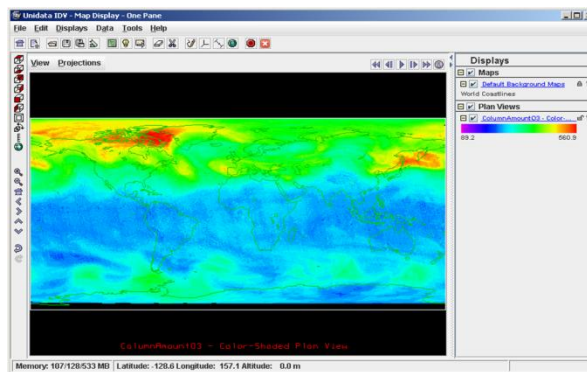 Unidata IDV - Map Display - One Pane
File Edit Displays Data Tools Help
View Projections
Displays
Maps
Default Background Maps
World Coastlines
Plan Views
ColumnAmountO3 - Color-...
89.2 560.9
ColumnAmountO3 - Color-Shaded Plan View
Memory: 107/128/533 MB Latitude: -128.6 Longitude: 157.1 Altitude: 0.0 m